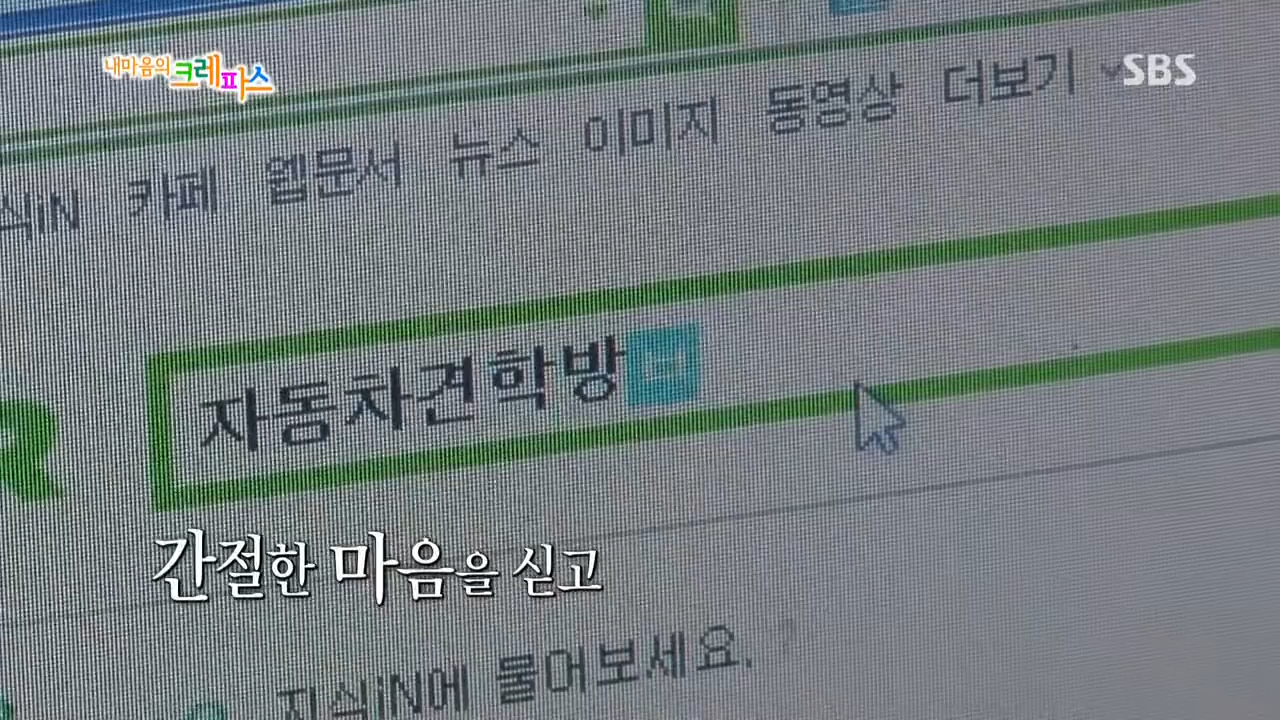 내마음의크레파스
SBS
식iN 카페 웹문서 뉴스 이미지 동영상 더보기
자동차견학방ㅂ
간절한 마음을 싣고
지식iN에 물어보세요.